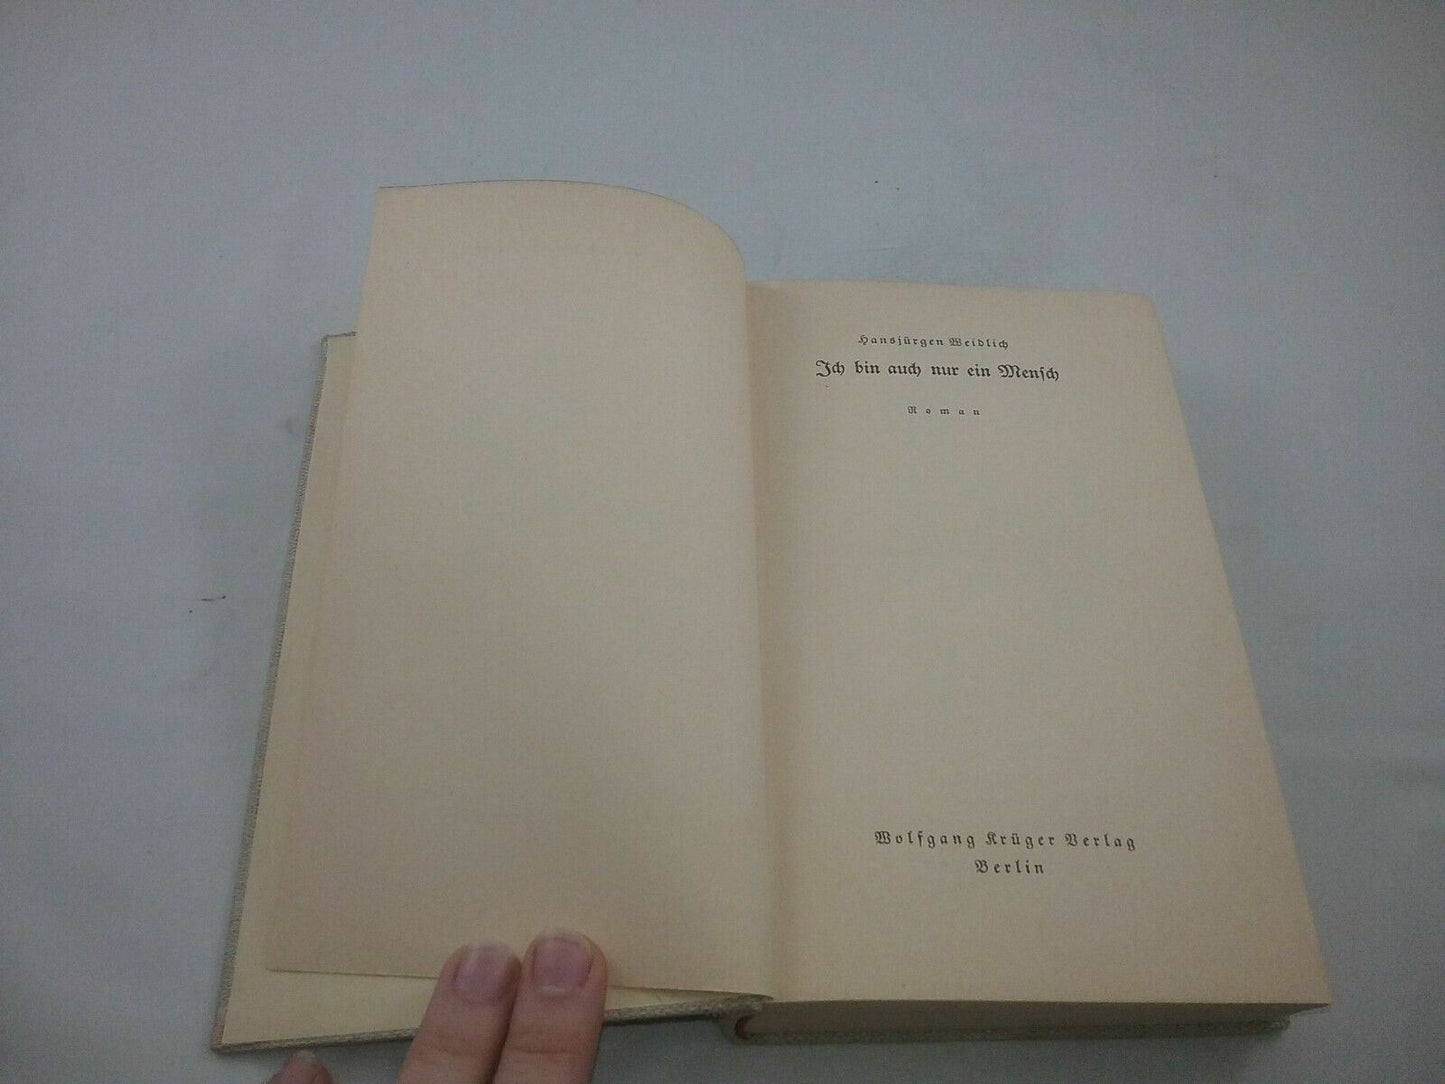 Hansjürgen Weidlich
Ich bin auch nur ein Mensch
Roman
Wolfgang Krüger Verlag
Berlin